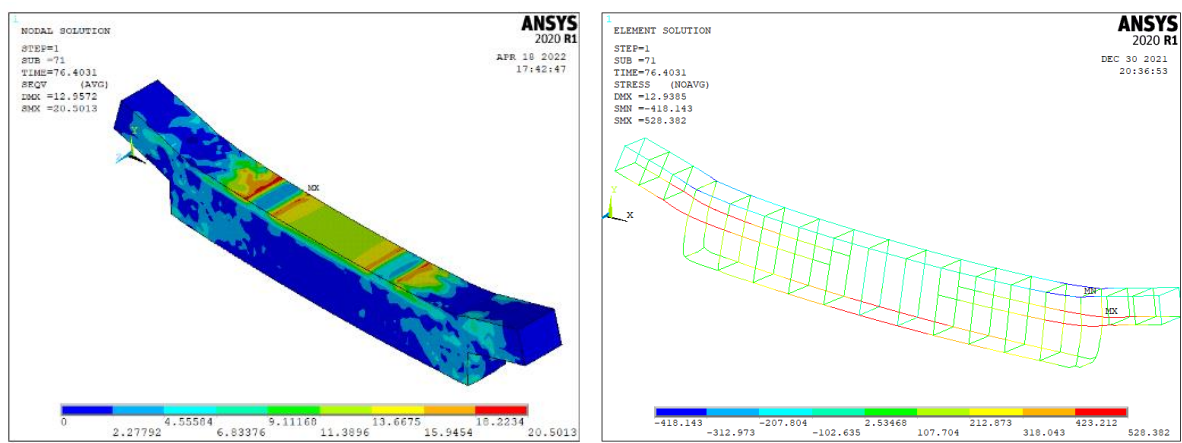 1
ANSYS
2020 R1
NODAL SOLUTION
STEP=1
SUB =71
TIME=76.4031
SEQV (AVG)
DMX =12.9572
SMX =20.5013
APR 18 2022
17:42:47
Y
MX
0
2.27792
4.55584
6.83376
9.11168
11.3896
13.6675
15.9454
18.2234
20.5013
1
ANSYS
2020 R1
ELEMENT SOLUTION
STEP=1
SUB =71
TIME=76.4031
STRESS (NOAVG)
DMX =12.9385
SMN =-418.143
SMX =528.382
DEC 30 2021
20:36:53
Y
X
MN
MX
-418.143
-312.973
-207.804
-102.635
2.53468
107.704
212.873
318.043
423.212
528.382